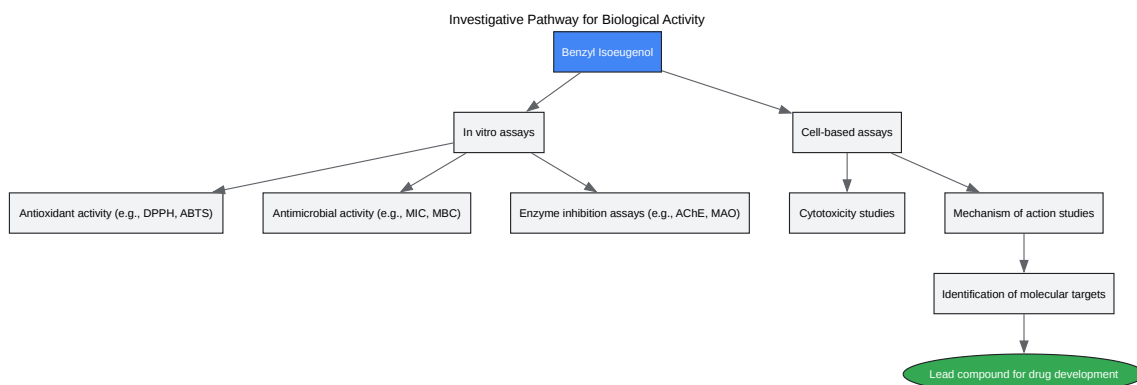 Investigative Pathway for Biological Activity
Benzyl Isoeugenol
In vitro assays
Cell-based assays
Antioxidant activity (e.g., DPPH, ABTS)
Antimicrobial activity (e.g., MIC, MBC)
Enzyme inhibition assays (e.g., AChE, MAO)
Cytotoxicity studies
Mechanism of action studies
Identification of molecular targets
Lead compound for drug development